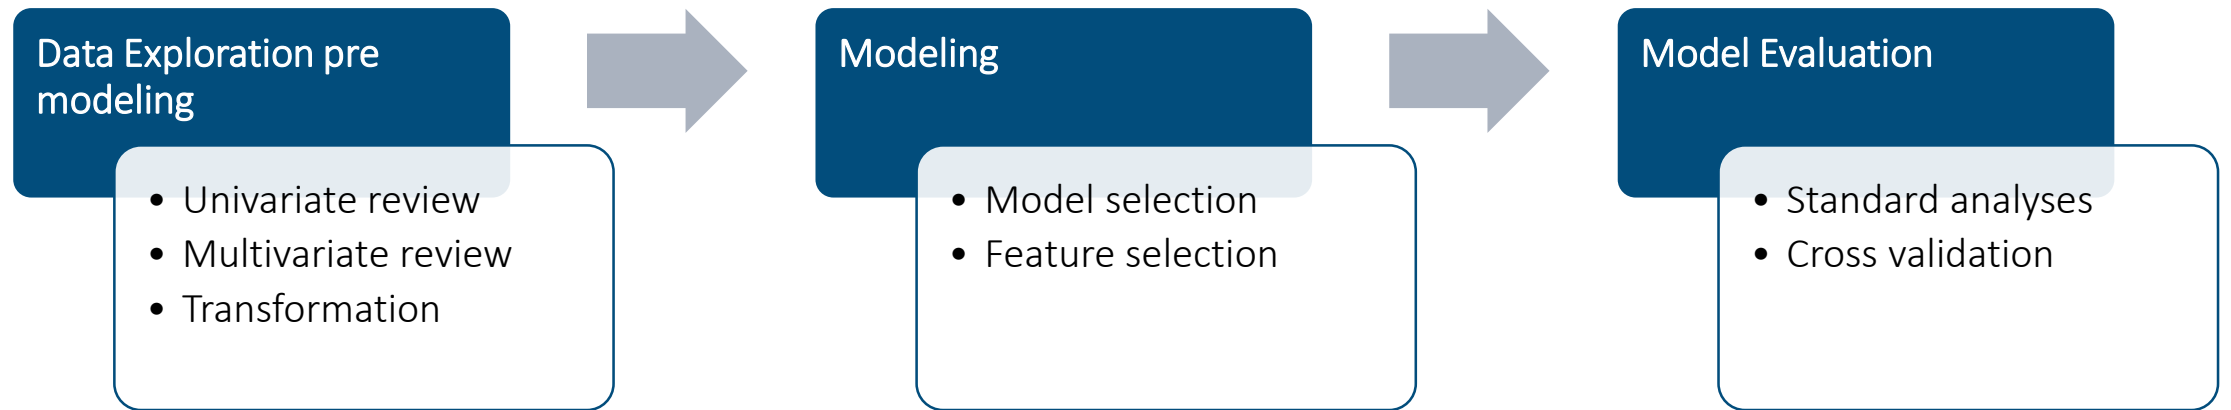 Data Exploration pre
modeling
• Univariate review
• Multivariate review
• Transformation
Modeling
• Model selection
• Feature selection
Model Evaluation
• Standard analyses
• Cross validation